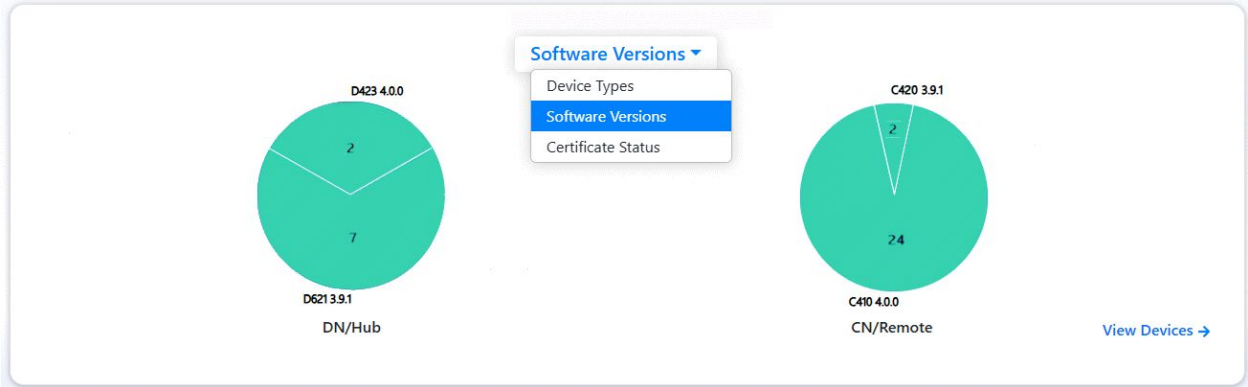 Software Versions
Device Types
Software Versions
Certificate Status
D423 4.0.0
2
7
D621 3.9.1
DN/Hub
C420 3.9.1
2
24
C410 4.0.0
CN/Remote
View Devices →